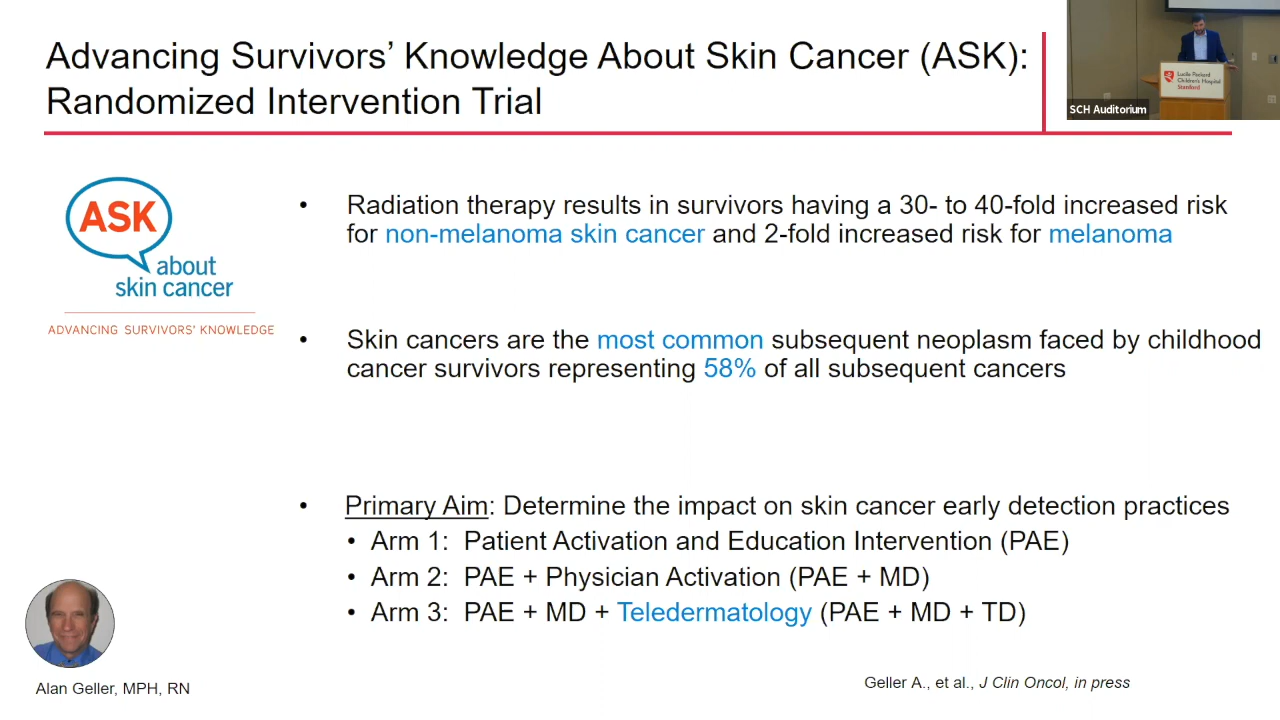 Advancing Survivors’ Knowledge About Skin Cancer (ASK):
Randomized Intervention Trial
Lucile Packard
Children's Hospital
Stanford
SCH Auditorium
ASK
about
skin cancer
ADVANCING SURVIVORS' KNOWLEDGE
• Radiation therapy results in survivors having a 30- to 40-fold increased risk
for non-melanoma skin cancer and 2-fold increased risk for melanoma
• Skin cancers are the most common subsequent neoplasm faced by childhood
cancer survivors representing 58% of all subsequent cancers
• Primary Aim: Determine the impact on skin cancer early detection practices
• Arm 1: Patient Activation and Education Intervention (PAE)
• Arm 2: PAE + Physician Activation (PAE + MD)
• Arm 3: PAE + MD + Teledermatology (PAE + MD + TD)
Alan Geller, MPH, RN
Geller A., et al., J Clin Oncol, in press